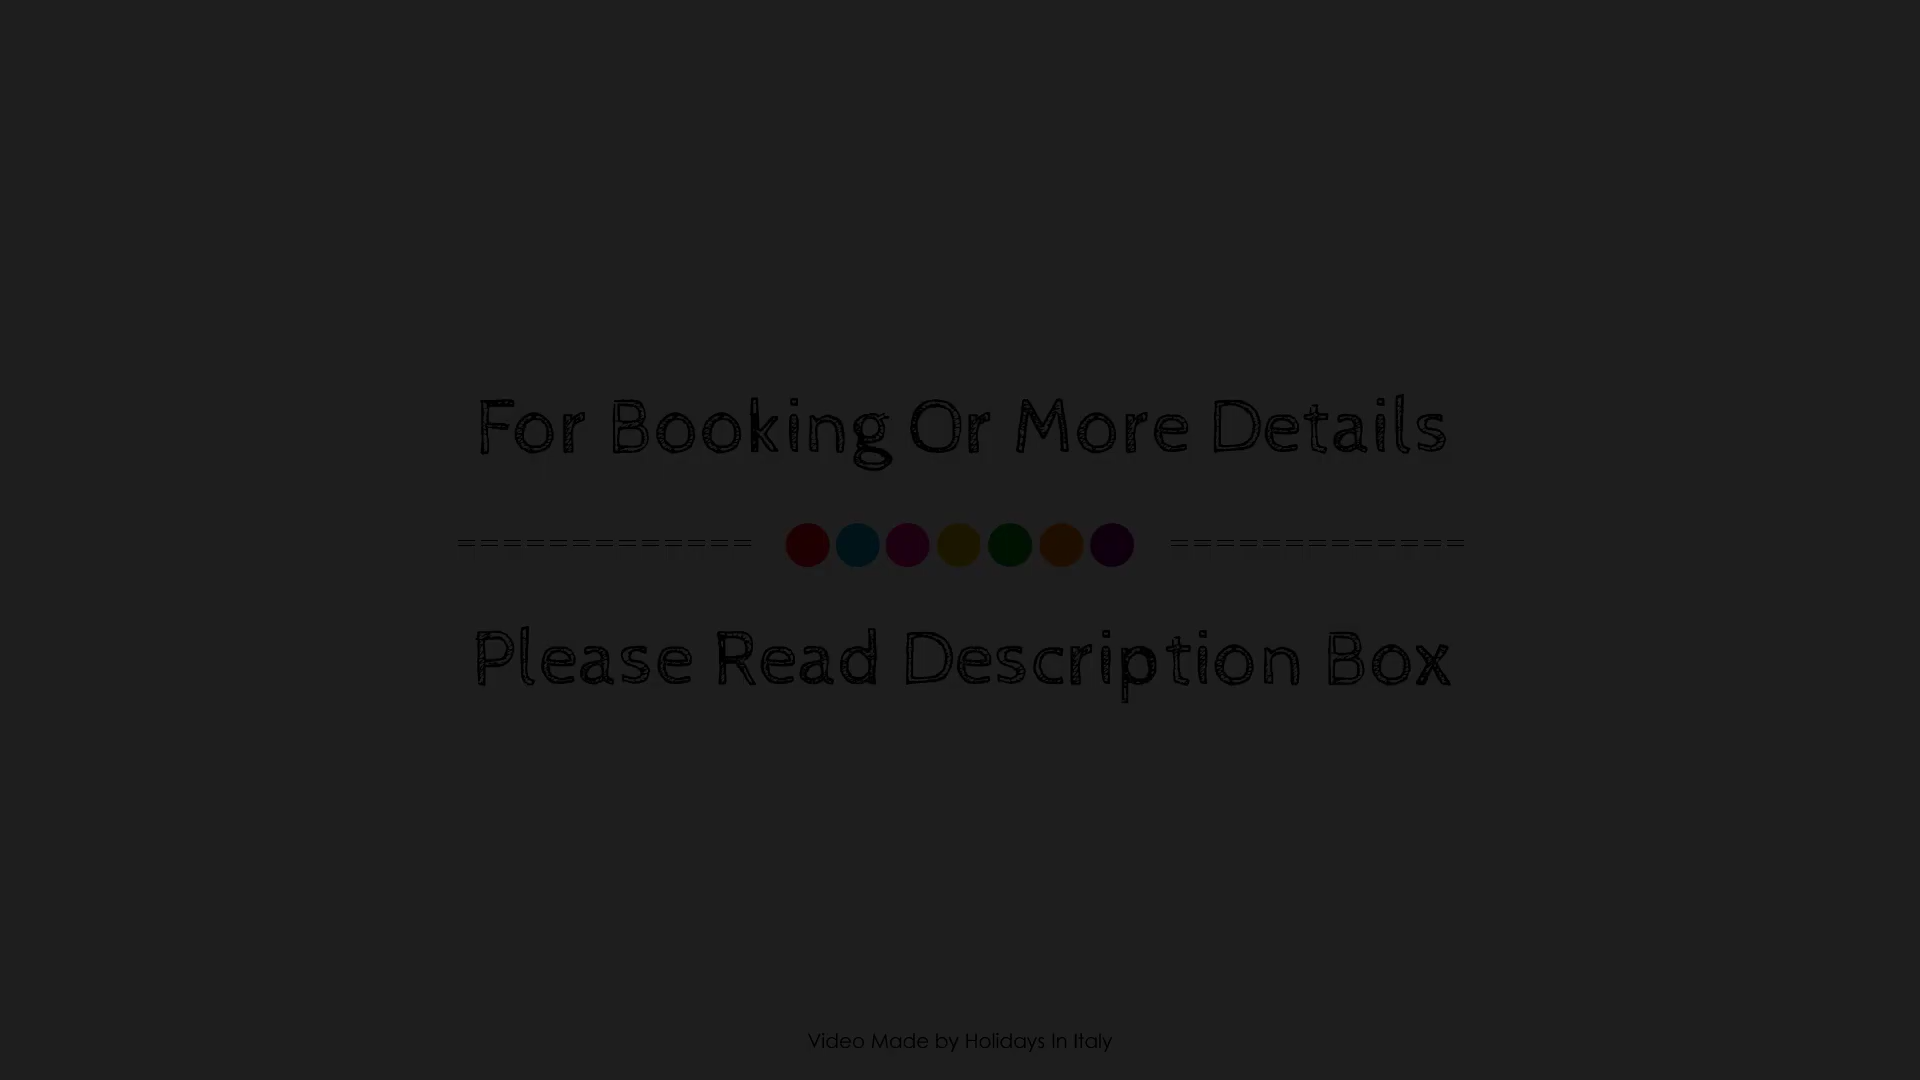 For Booking Or More Details
============= =============
Please Read Description Box
Video Made by Holidays In Italy